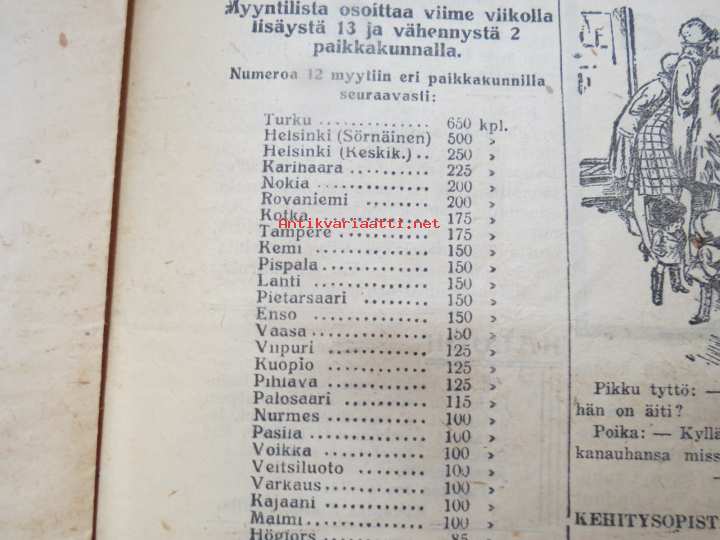 Myyntilista osoittaa viime viikolla
lisäystä 13 ja vähennystä 2
paikkakunnalla.
Numeroa 12 myytiin eri paikkakunnilla
seuraavasti:
Turku .............. 650 kpl.
Helsinki (Sörnäinen) 500 „
Helsinki (Keskik.) .. 250 „
Karihaara .......... 225 „
Nokia .............. 200 „
Rovaniemi ........ 200 „
Kotka .............. 175 „
Antikvariaatti.net
Tampere ........... 175 „
Kemi .............. 150 „
Pispala ............ 150 „
Lahti .............. 150 „
Pietarsaari ........ 150 „
Enso .............. 150 „
Vaasa .............. 150 „
Viipuri ............ 125 „
Kuopio ............ 125 „
Pihlava ............ 125 „
Palosaari .......... 115 „
Nurmes ............ 100 „
Pasila .............. 100 „
Voikka ............ 100 „
Veitsiluoto ........ 100 „
Varkaus ............ 100 „
Kajaani ............ 100 „
Malmi .............. 100 „
Högfors 85 „
Pikku tyttö: —
hän on äiti?
Poika: — Kyllä
kanauhansa miss
KEHITYSOPIST